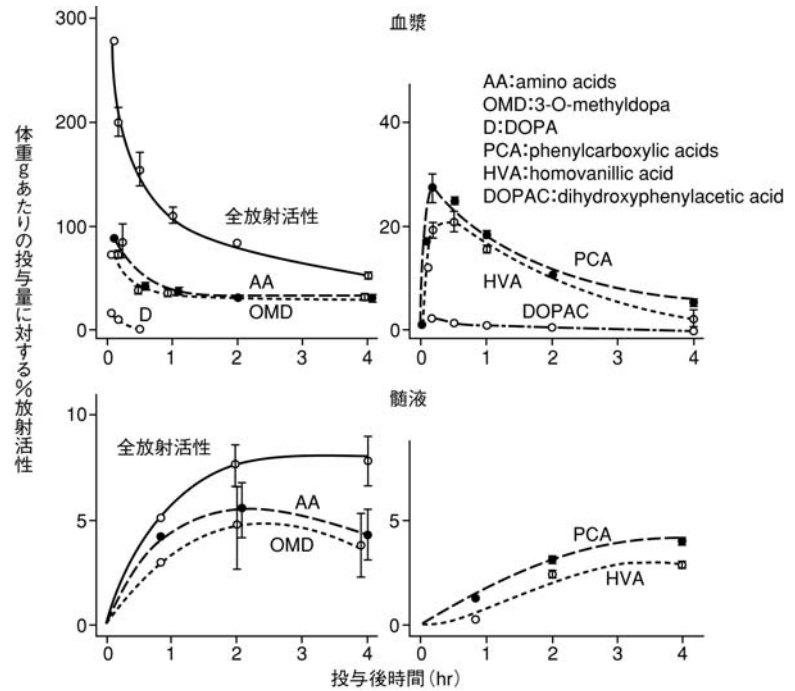 血漿
300
200
100
0
全放射活性
AA
OMD
D
0 1 2 3 4
40
20
0
AA:amino acids
OMD:3-O-methyldopa
D:DOPA
PCA:phenylcarboxylic acids
HVA:homovanillic acid
DOPAC:dihydroxyphenylacetic acid
PCA
HVA
DOPAC
0 1 2 3 4
体重gあたりの投与量に対する%放射活性
髄液
10
5
0
全放射活性
AA
OMD
0 1 2 3 4
5
0
PCA
HVA
0 1 2 3 4
投与後時間(hr)